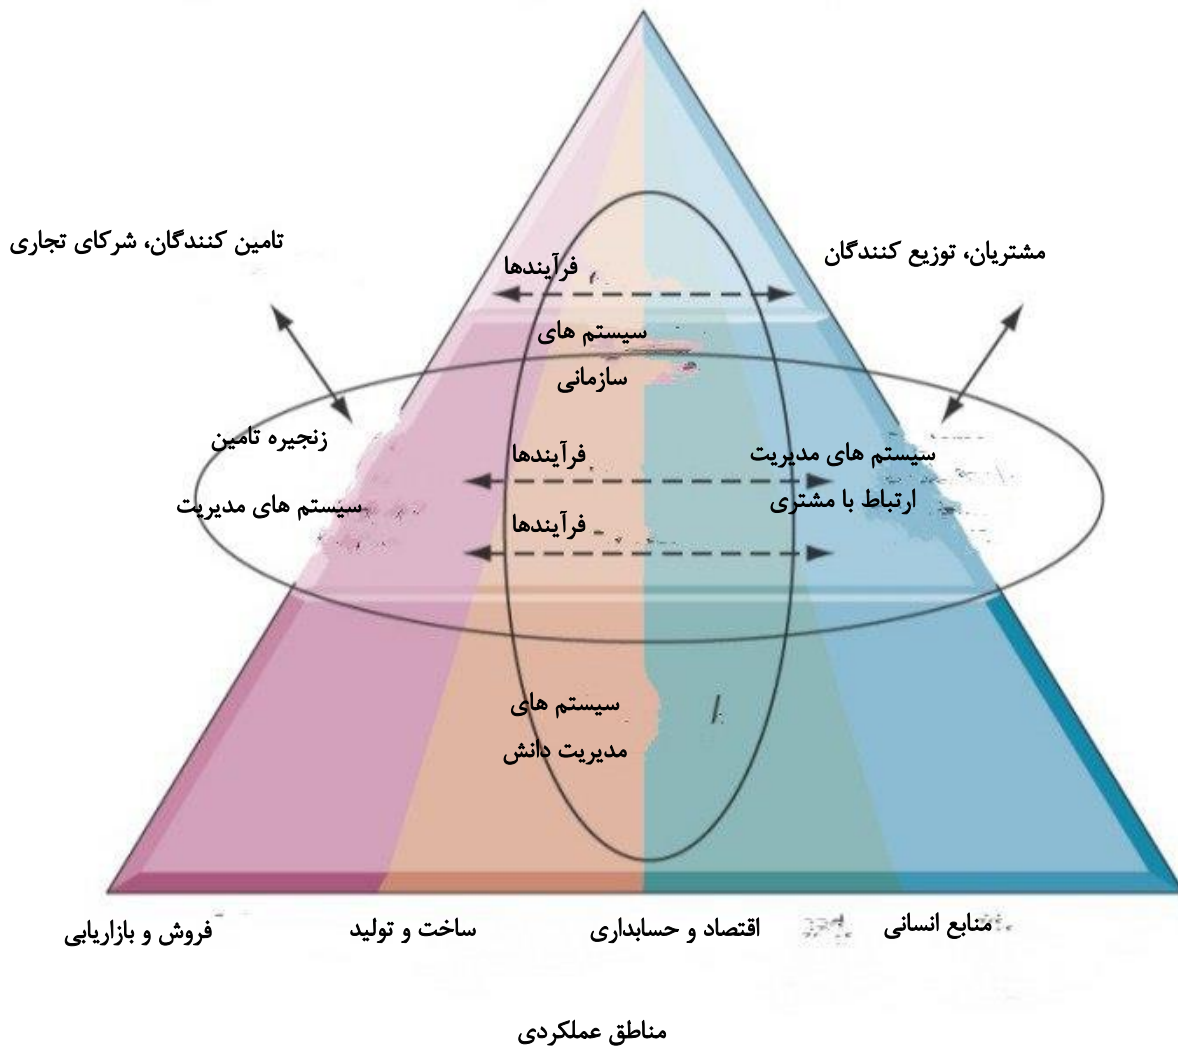 تامین کنندگان، شرکای تجاری
مشتریان، توزیع کنندگان
فرآیندها
سیستم های
سازمانی
زنجیره تامین
سیستم های مدیریت
فرآیندها
فرآیندها
سیستم های مدیریت
ارتباط با مشتری
سیستم های
مدیریت دانش
فروش و بازاریابی
ساخت و تولید
اقتصاد و حسابداری
منابع انسانی
مناطق عملکردی